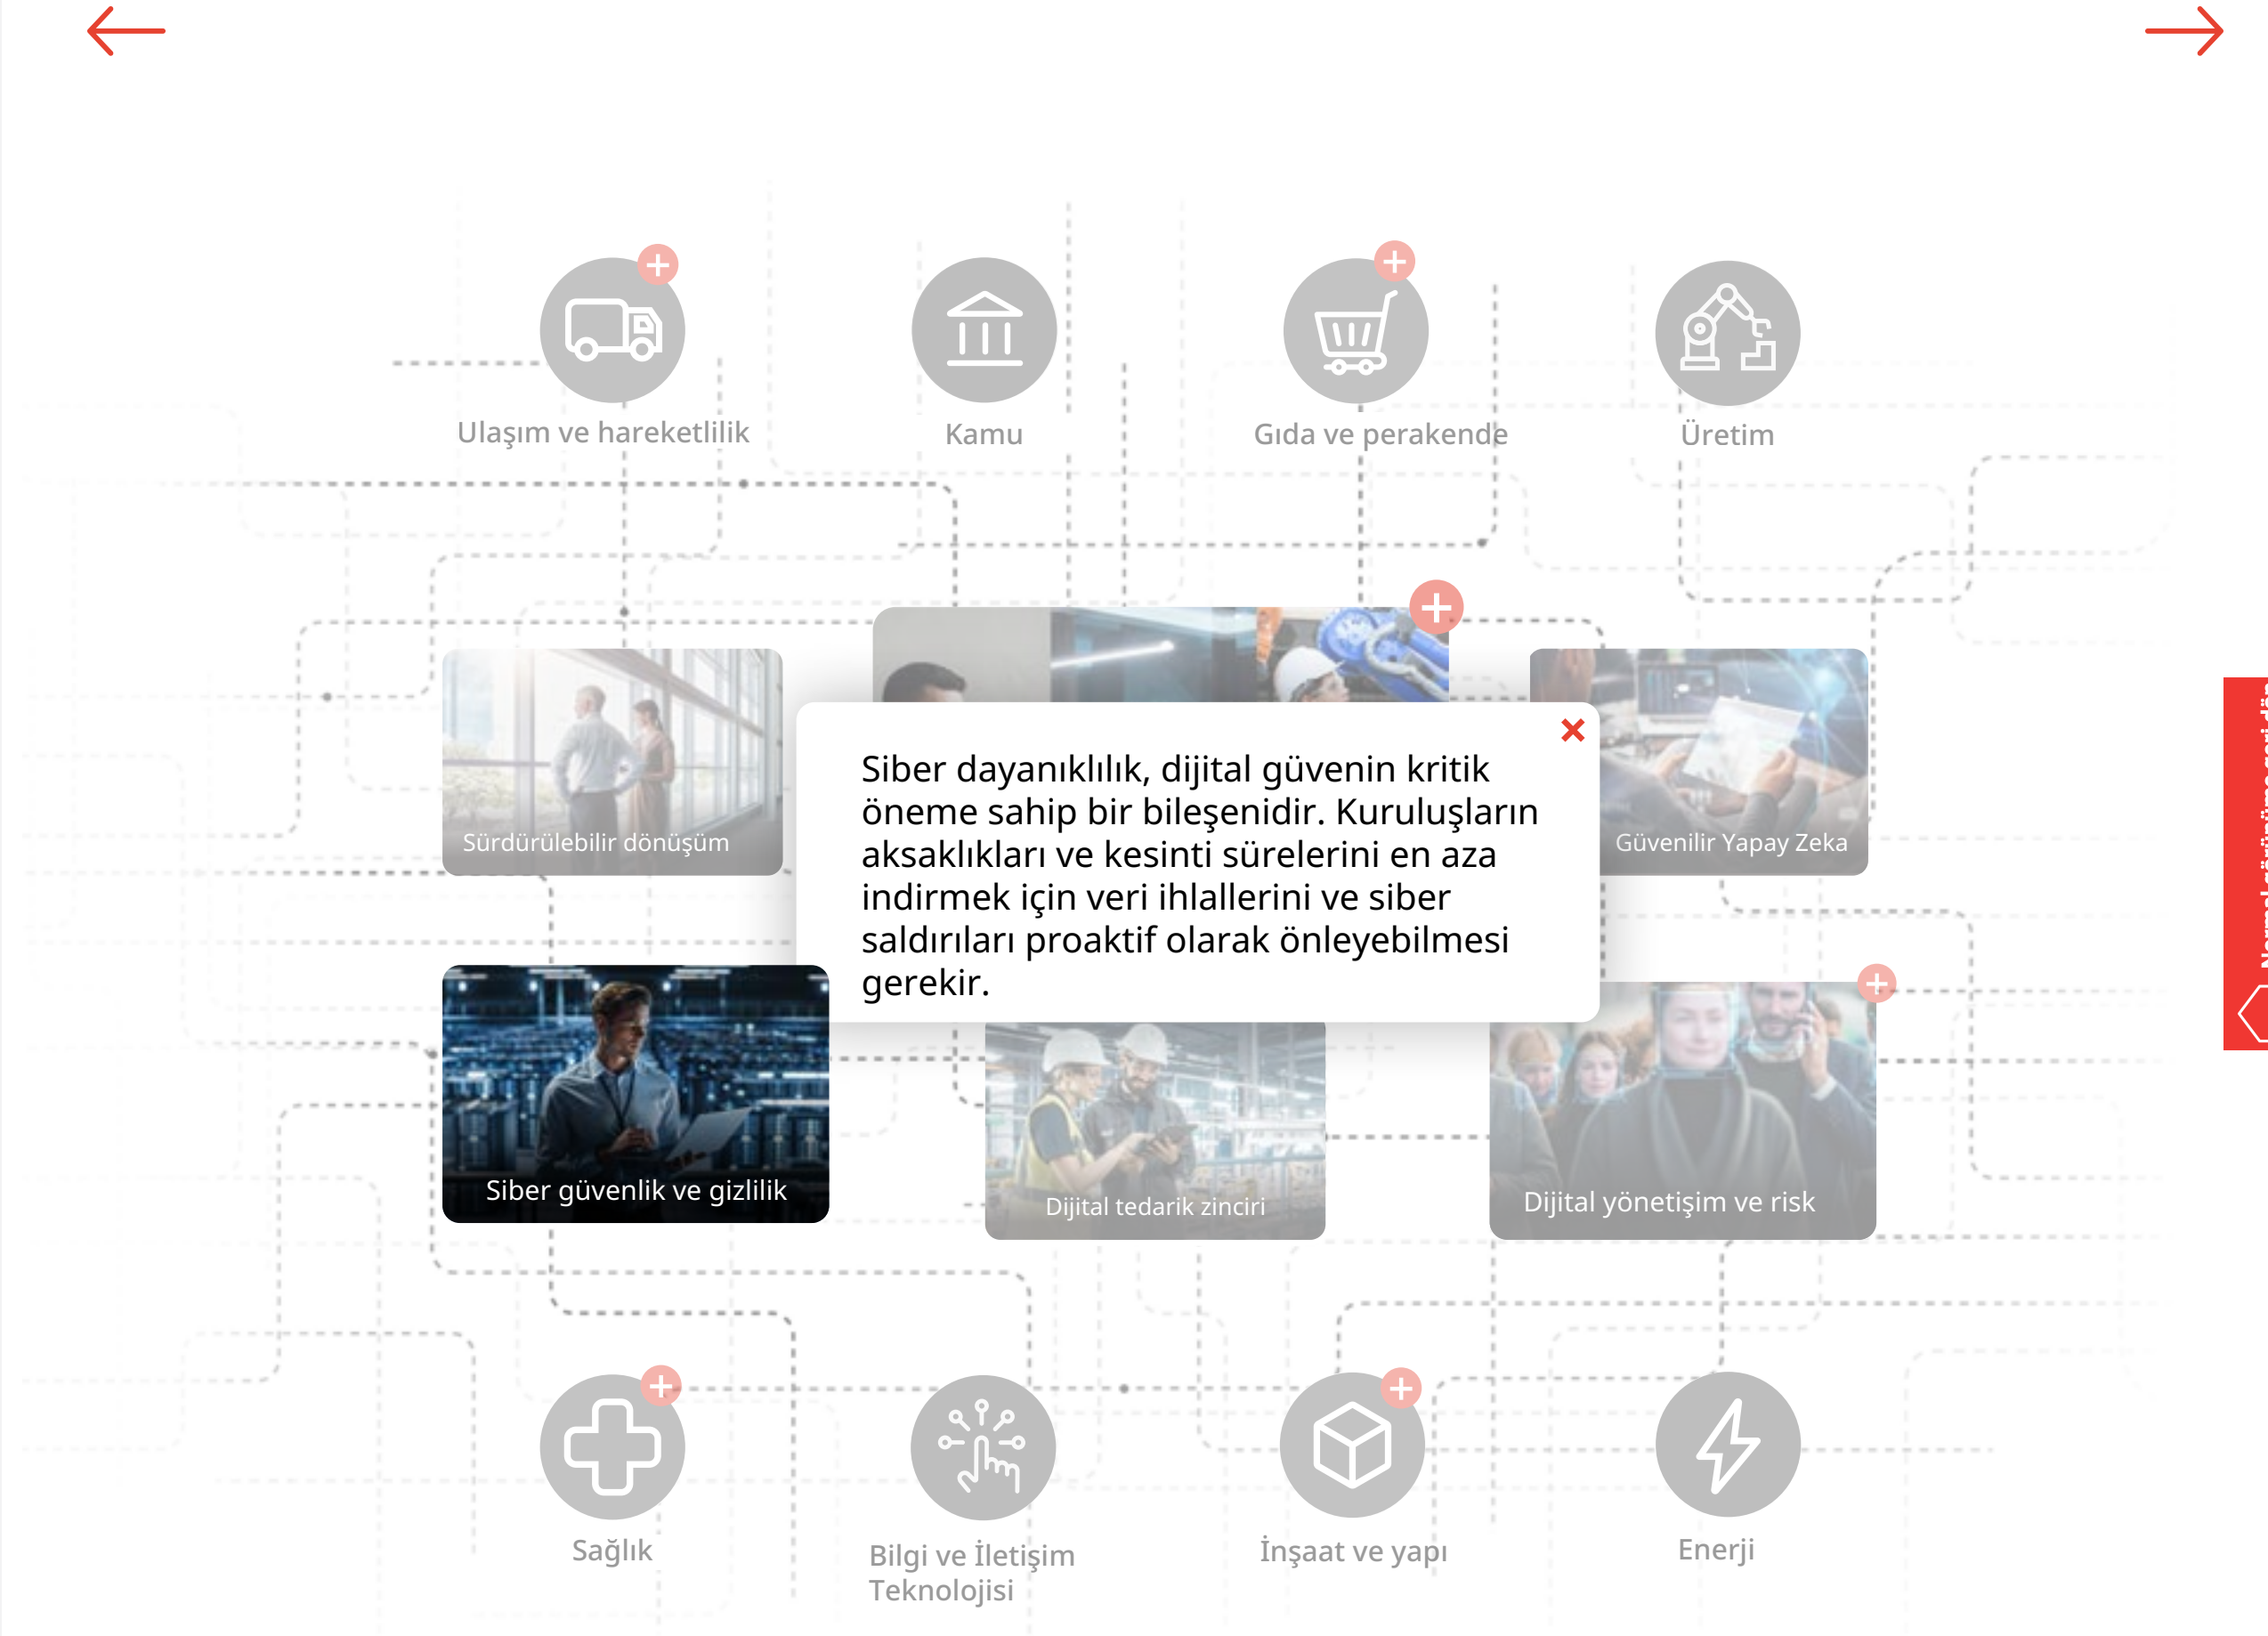 Ulaşım ve hareketlilik
Kamu
Gıda ve perakende
Üretim
Siber dayanıklılık, dijital güvenin kritik
öneme sahip bir bileşenidir. Kuruluşların
aksaklıkları ve kesinti sürelerini en aza
indirmek için veri ihlallerini ve siber
saldırıları proaktif olarak önleyebilmesi
gerekir.
Sürdürülebilir dönüşüm
Güvenilir Yapay Zeka
Siber güvenlik ve gizlilik
Dijital tedarik zinciri
Dijital yönetişim ve risk
Sağlık
Bilgi ve İletişim
Teknolojisi
İnşaat ve yapı
Enerji